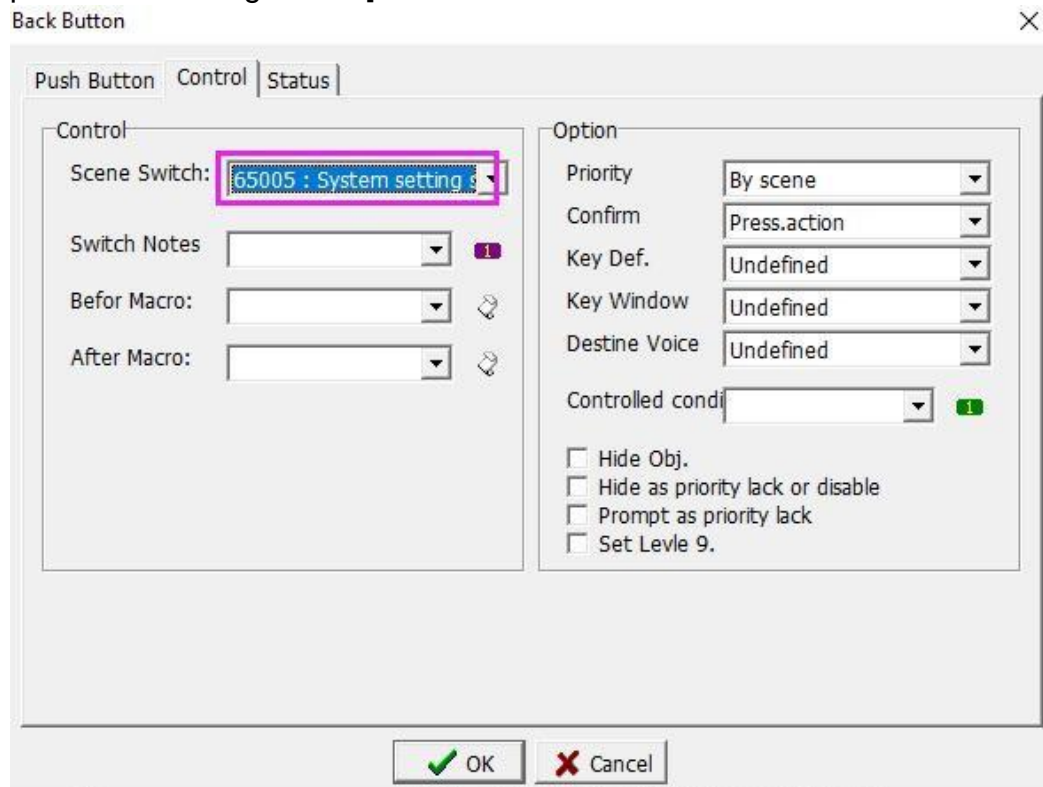 Back Button
Push Button Control Status
Control
Scene Switch: 65005 : System setting s
Switch Notes 1
Befor Macro:
After Macro:
Option
Priority By scene
Confirm Press.action
Key Def. Undefined
Key Window Undefined
Destine Voice Undefined
Controlled condi 1
Hide Obj.
Hide as priority lack or disable
Prompt as priority lack
Set Levle 9.
OK Cancel